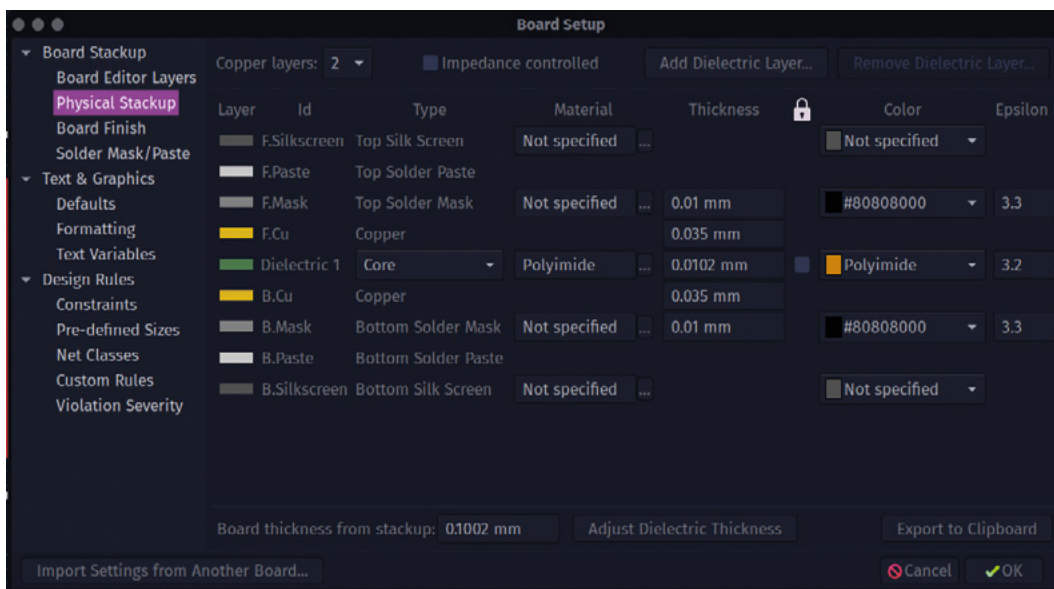 Board Setup
Board Stackup
Board Editor Layers
Physical Stackup
Board Finish
Solder Mask/Paste
Text & Graphics
Defaults
Formatting
Text Variables
Design Rules
Constraints
Pre-defined Sizes
Net Classes
Custom Rules
Violation Severity
Copper layers: 2 Impedance controlled Add Dielectric Layer... Remove Dielectric Layer...
Layer Id Type Material Thickness Color Epsilon
F.Silkscreen Top Silk Screen Not specified ... Not specified
F.Paste Top Solder Paste
F.Mask Top Solder Mask Not specified ... 0.01 mm #80808000 3.3
F.Cu Copper 0.035 mm
Dielectric 1 Core Polyimide ... 0.0102 mm Polyimide 3.2
B.Cu Copper 0.035 mm
B.Mask Bottom Solder Mask Not specified ... 0.01 mm #80808000 3.3
B.Paste Bottom Solder Paste
B.Silkscreen Bottom Silk Screen Not specified ... Not specified
Board thickness from stackup: 0.1002 mm Adjust Dielectric Thickness Export to Clipboard
Import Settings from Another Board... Cancel OK